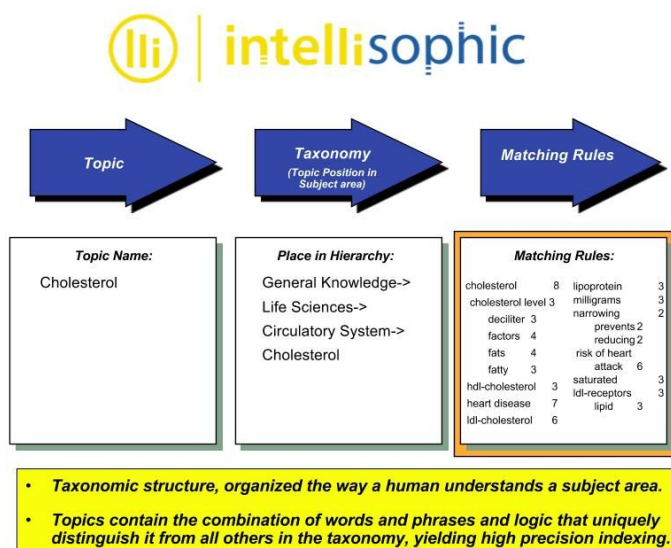 intellisophic
Topic
Taxonomy
(Topic Position in
Subject area)
Matching Rules
Topic Name:
Cholesterol
Place in Hierarchy:
General Knowledge->
Life Sciences->
Circulatory System->
Cholesterol
Matching Rules:
cholesterol 8
cholesterol level 3
deciliter 3
factors 4
fats 4
fatty 3
hdl-cholesterol 3
heart disease 7
ldl-cholesterol 6
lipoprotein 3
milligrams 3
narrowing 2
prevents 2
reducing 2
risk of heart
attack 6
saturated 3
ldl-receptors 3
lipid 3
• Taxonomic structure, organized the way a human understands a subject area.
• Topics contain the combination of words and phrases and logic that uniquely
distinguish it from all others in the taxonomy, yielding high precision indexing.